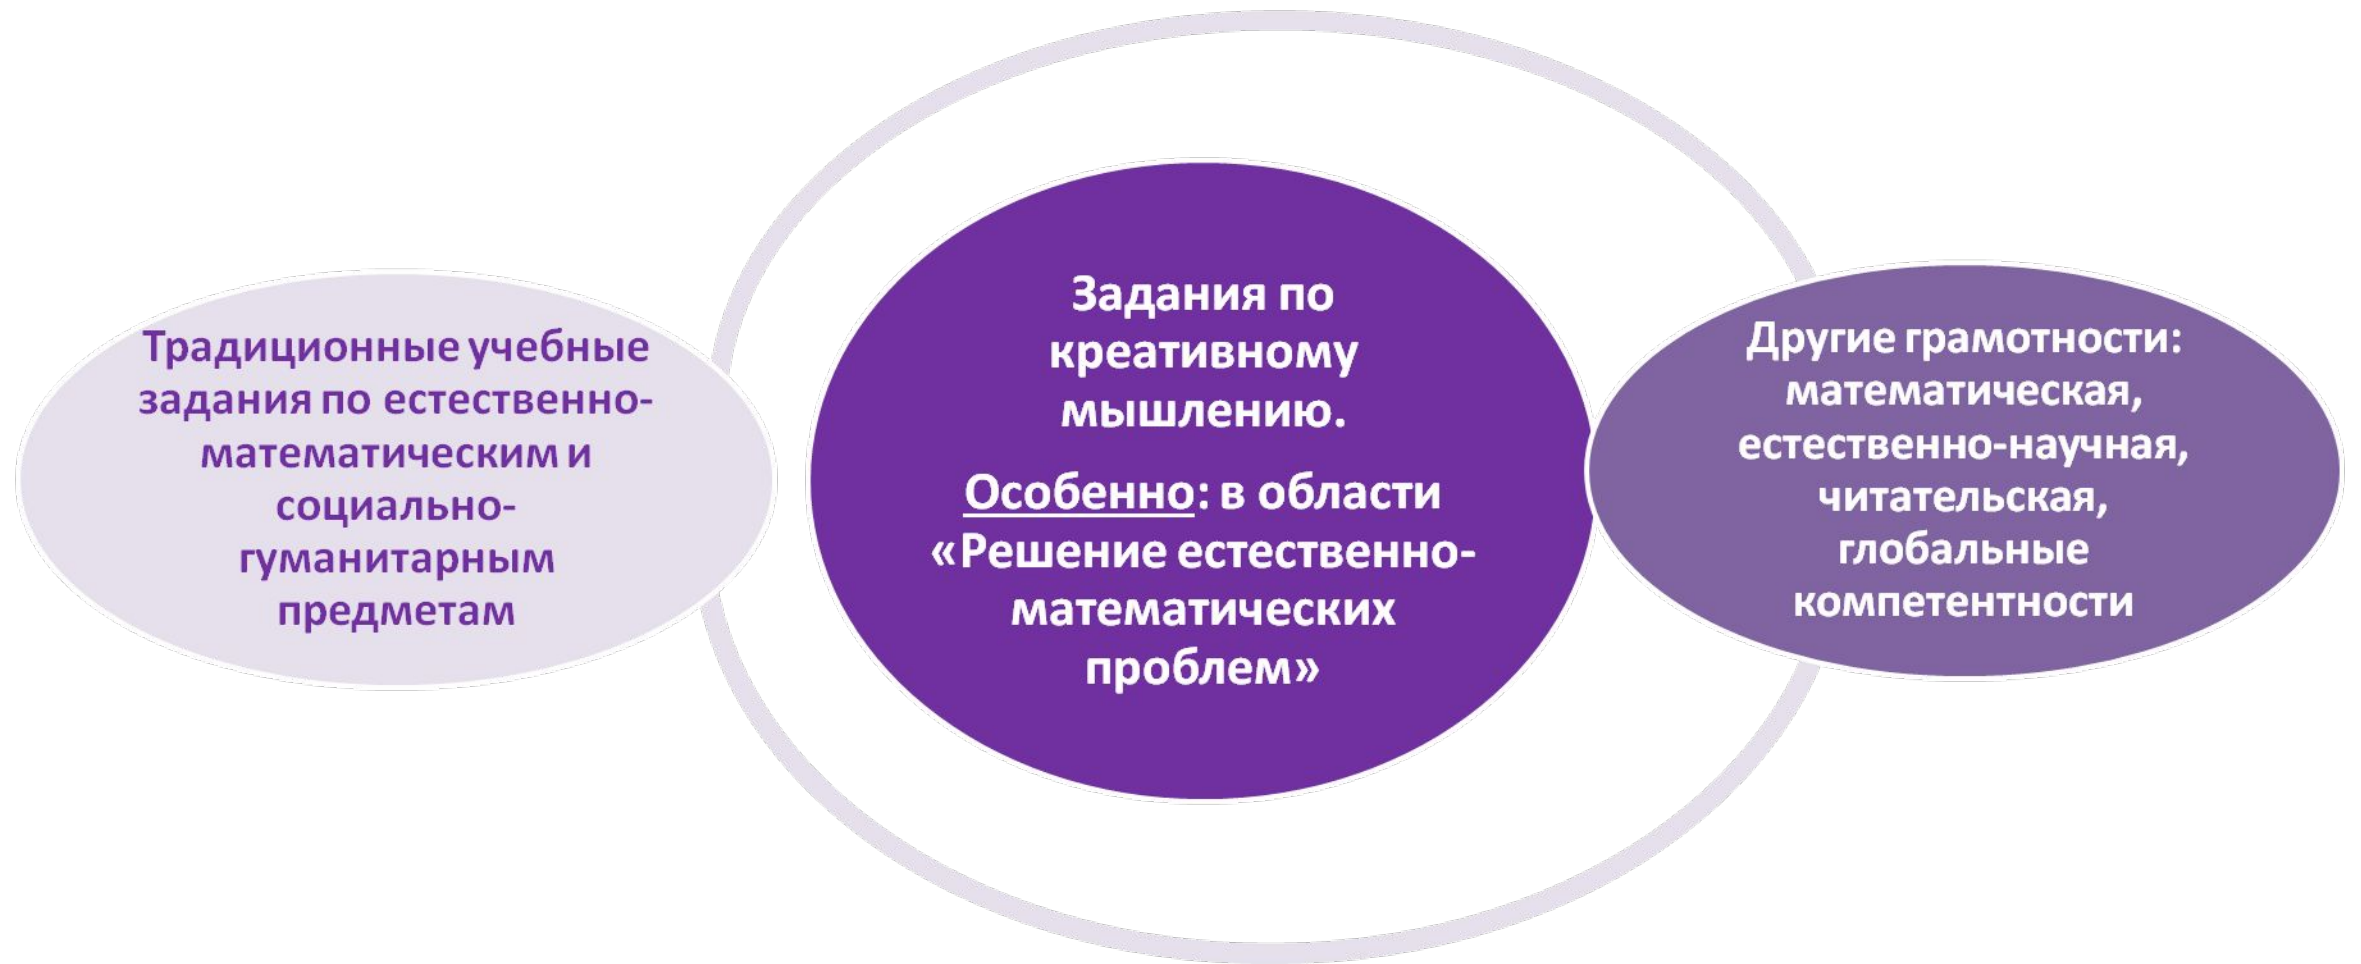 Традиционные учебные
задания по естественно-
математическим и
социально-
гуманитарным
предметам
Задания по
креативному
мышлению.
Особенно: в области
«Решение естественно-
математических
проблем»
Другие грамотности:
математическая,
естественно-научная,
читательская,
глобальные
компетентности